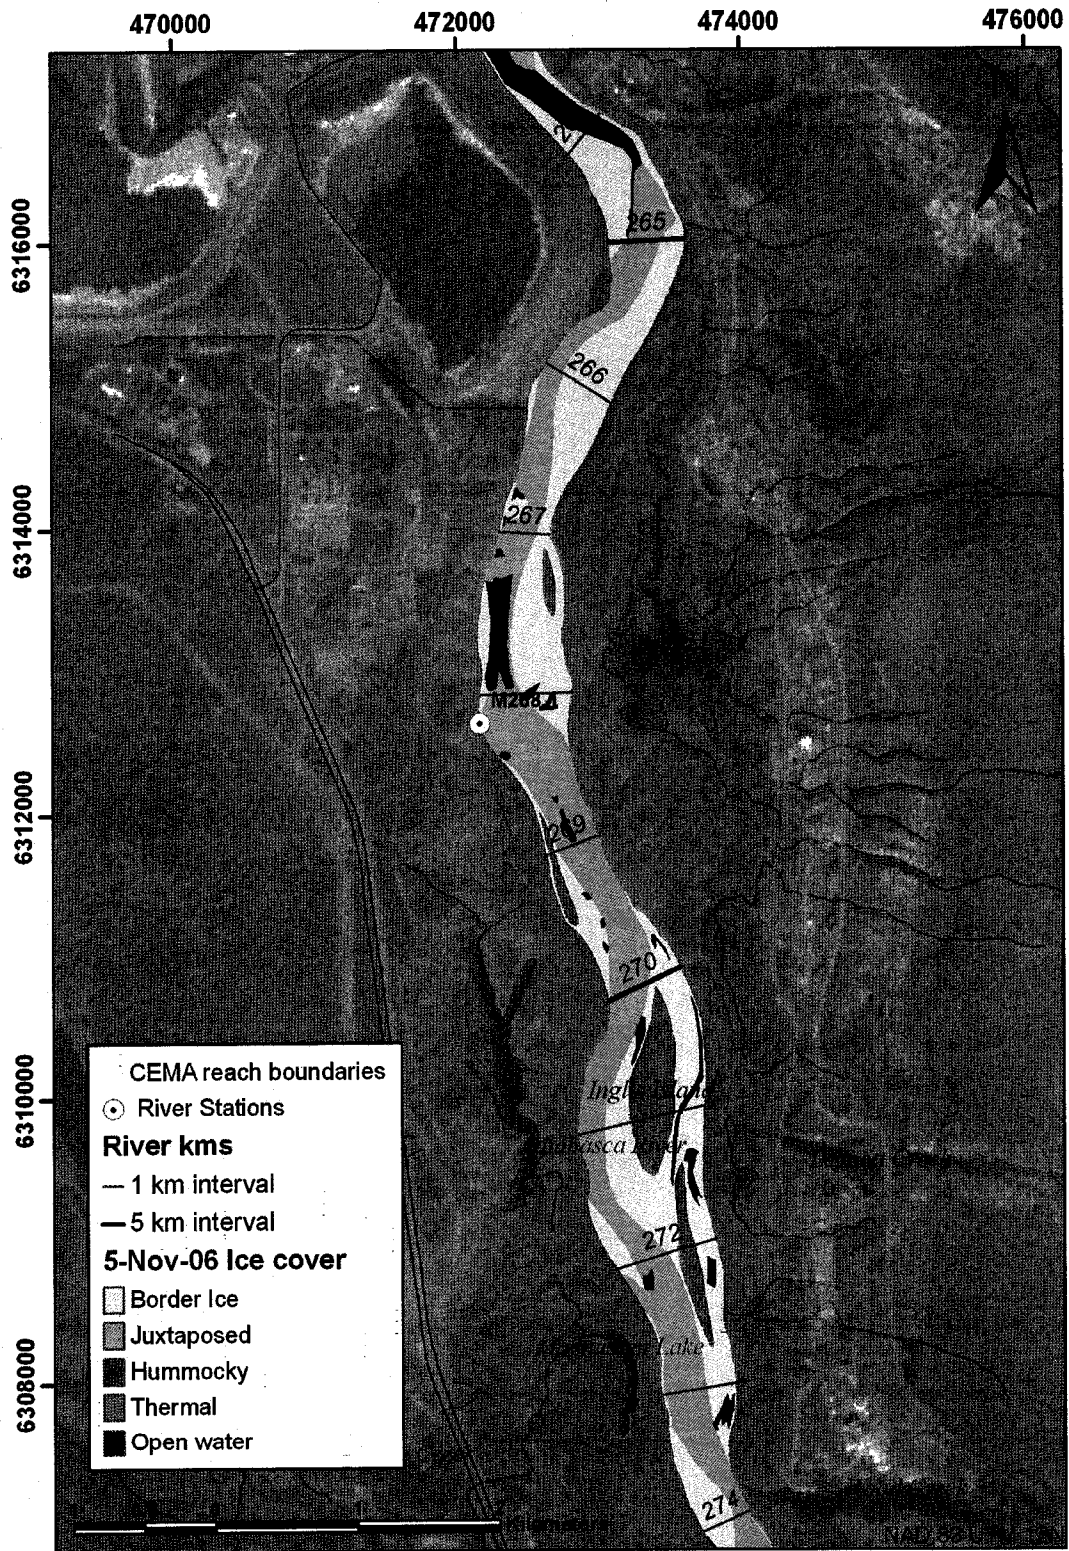 470000 472000 474000 476000
6316000
6314000
6312000
6310000
6308000
265
266
267
269
270
272
274
CEMA reach boundaries
River Stations
River kms
1 km interval
5 km interval
5-Nov-06 Ice cover
Border Ice
Juxtaposed
Hummocky
Thermal
Open water
Lake